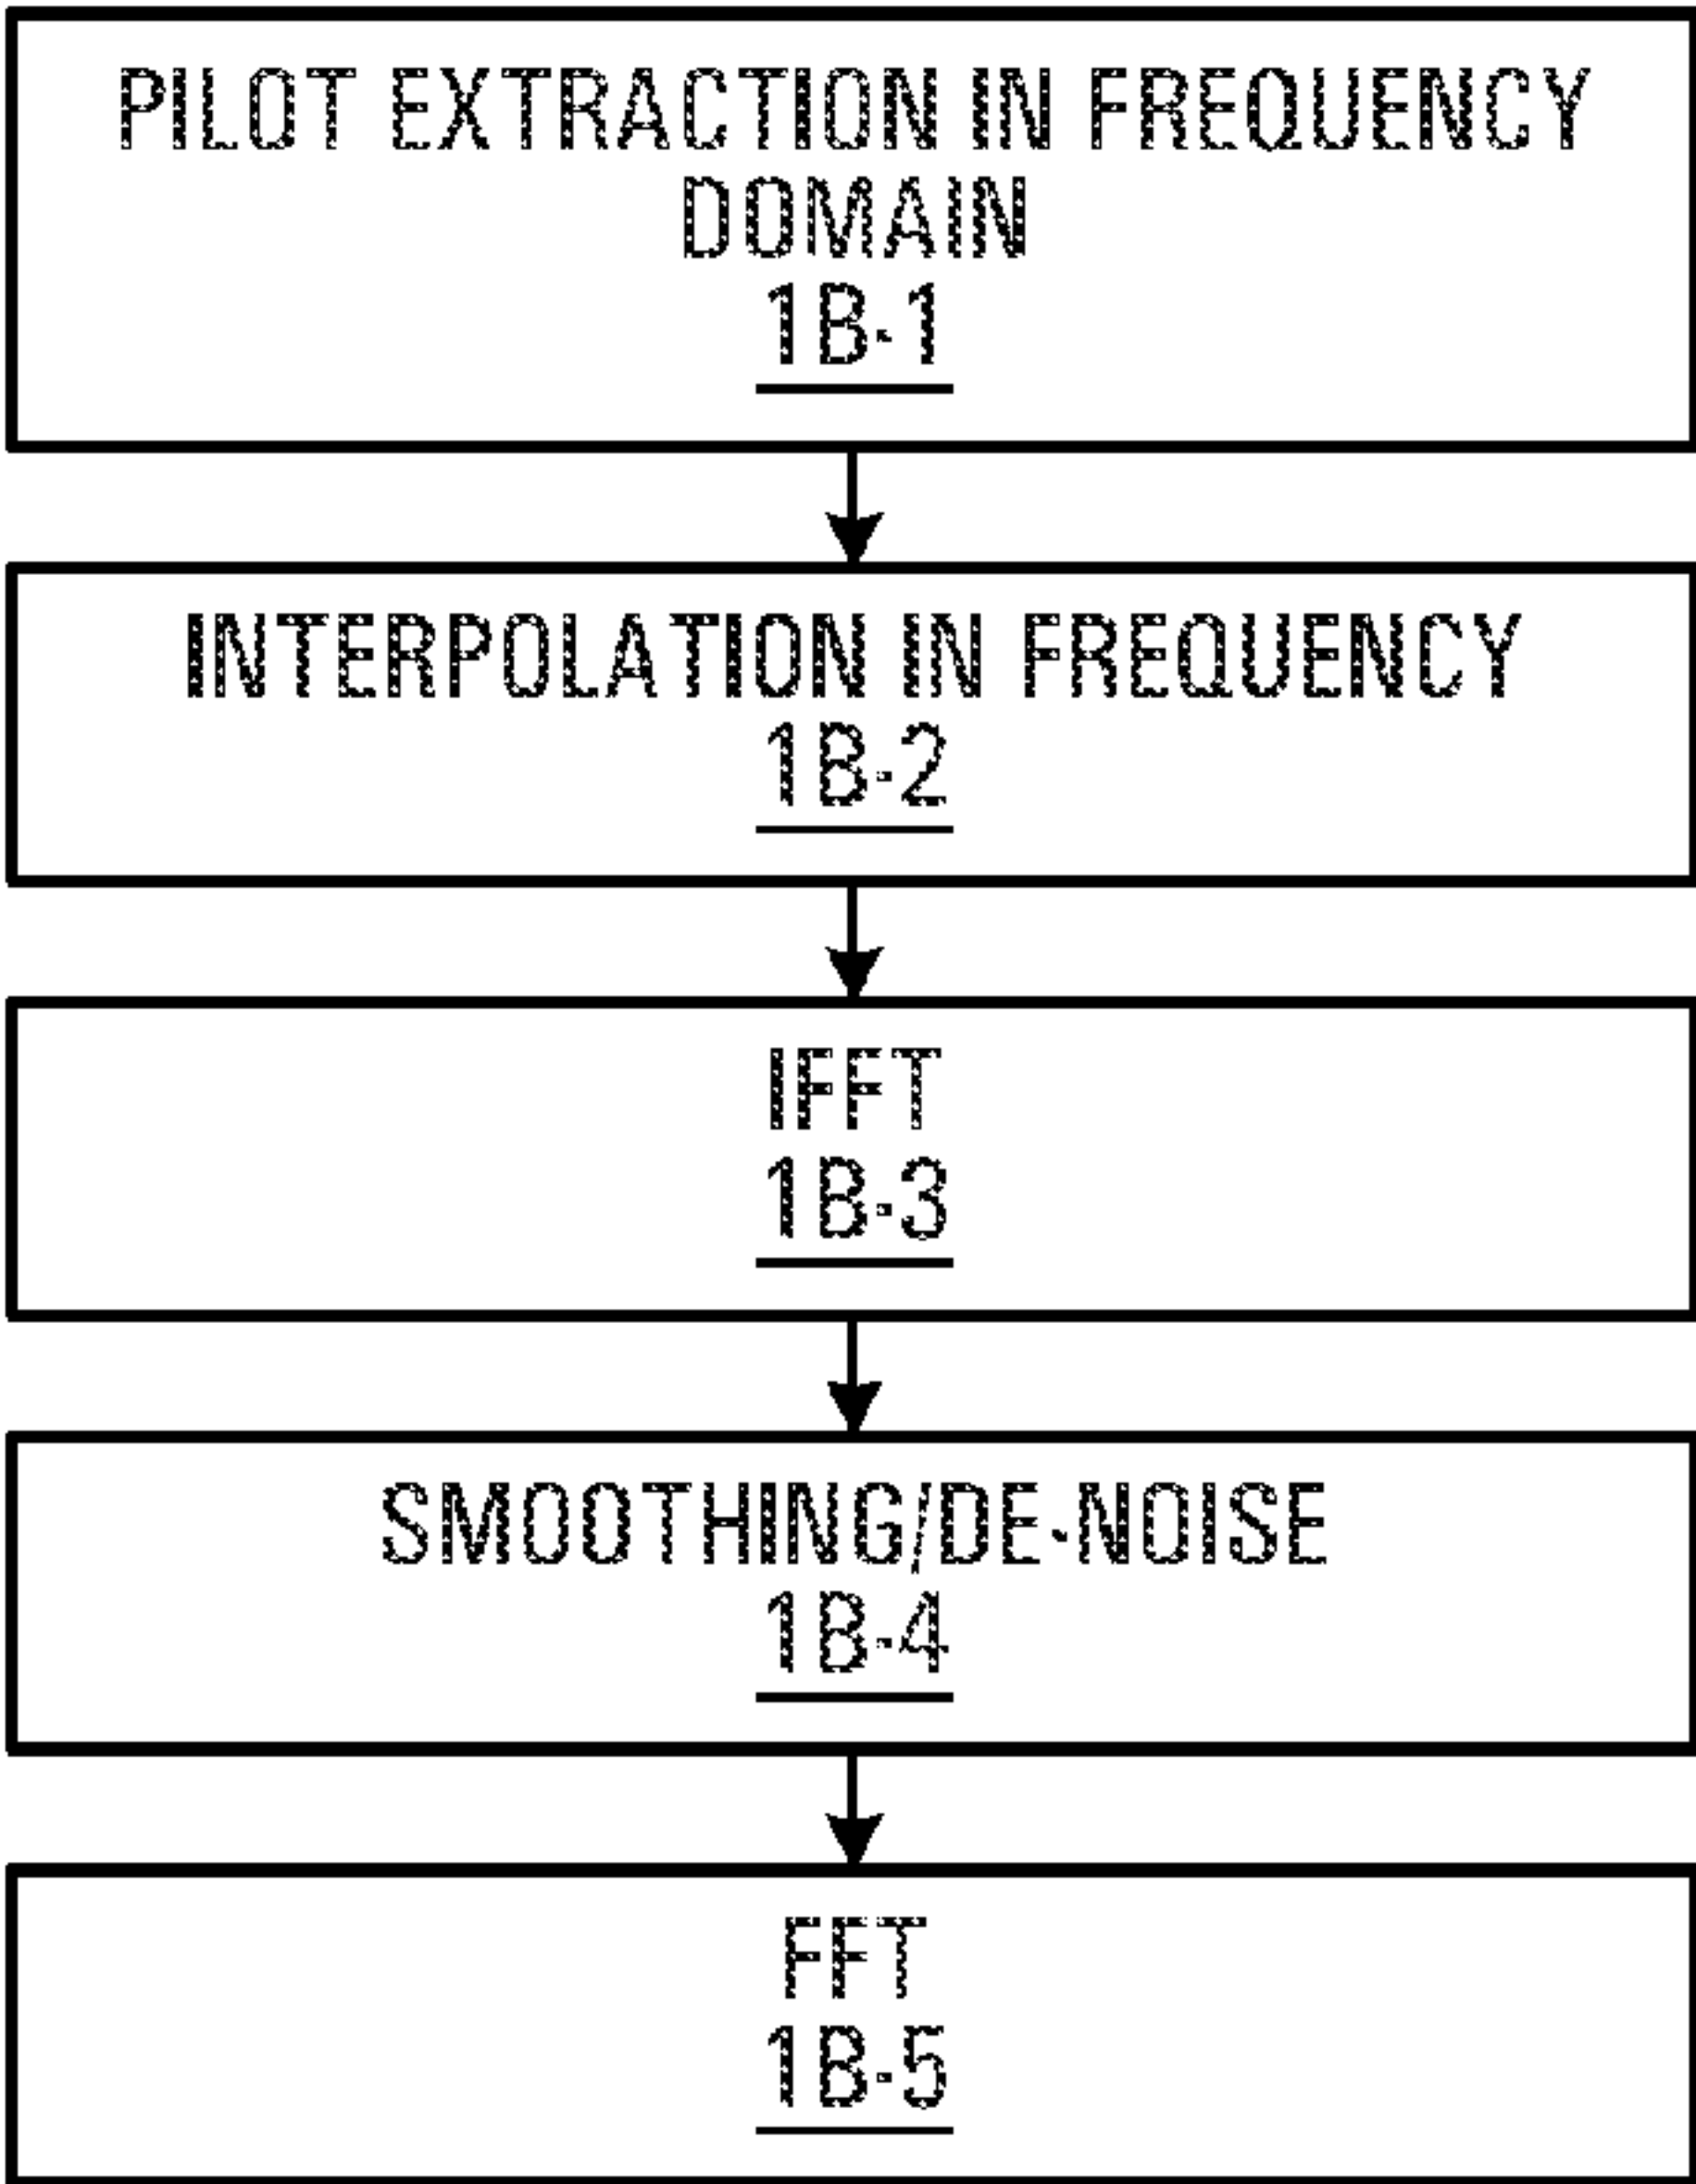 PILOT EXTRACTION IN FREQUENCY
DOMAIN
1B-1
INTERPOLATION IN FREQUENCY
1B-2
IFFT
1B-3
SMOOTHING/DE-NOISE
1B-4
FFT
1B-5